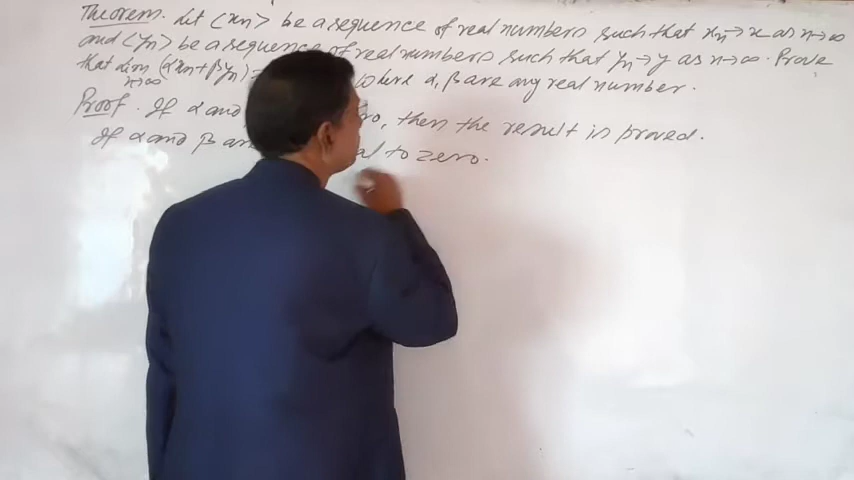 Theorem. Let <xn> be a sequence of real numbers such that xn→x as n→∞
and <yn> be a sequence of real numbers such that yn→y as n→∞. Prove
that lim n→∞ (αxn+βyn)= where α, β are any real number.
Proof. If α and then the result is proved.
If α and β to zero.